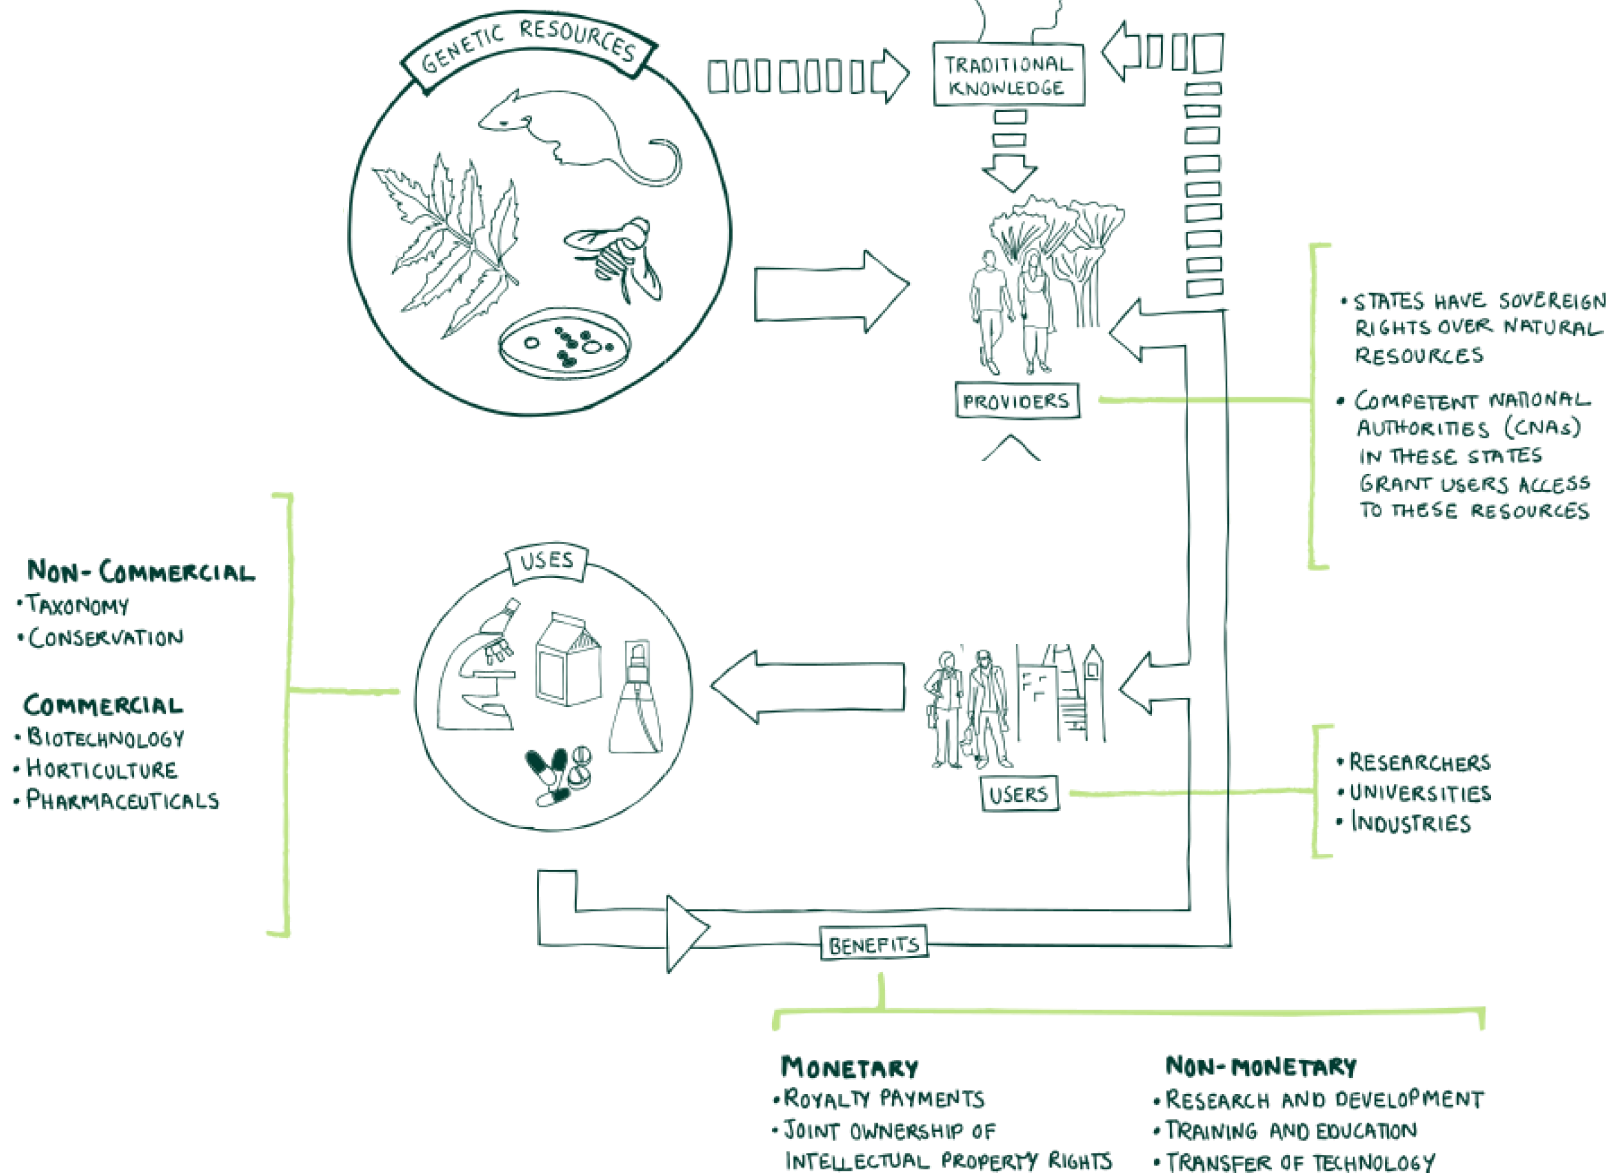 GENETIC RESOURCES
TRADITIONAL
KNOWLEDGE
PROVIDERS
• STATES HAVE SOVEREIGN
RIGHTS OVER NATURAL
RESOURCES
• COMPETENT NATIONAL
AUTHORITIES (CNAs)
IN THESE STATES
GRANT USERS ACCESS
TO THESE RESOURCES
USES
NON-COMMERCIAL
• TAXONOMY
• CONSERVATION
COMMERCIAL
• BIOTECHNOLOGY
• HORTICULTURE
• PHARMACEUTICALS
USERS
• RESEARCHERS
• UNIVERSITIES
• INDUSTRIES
BENEFITS
MONETARY
• ROYALTY PAYMENTS
• JOINT OWNERSHIP OF
INTELLECTUAL PROPERTY RIGHTS
NON-MONETARY
• RESEARCH AND DEVELOPMENT
• TRAINING AND EDUCATION
• TRANSFER OF TECHNOLOGY